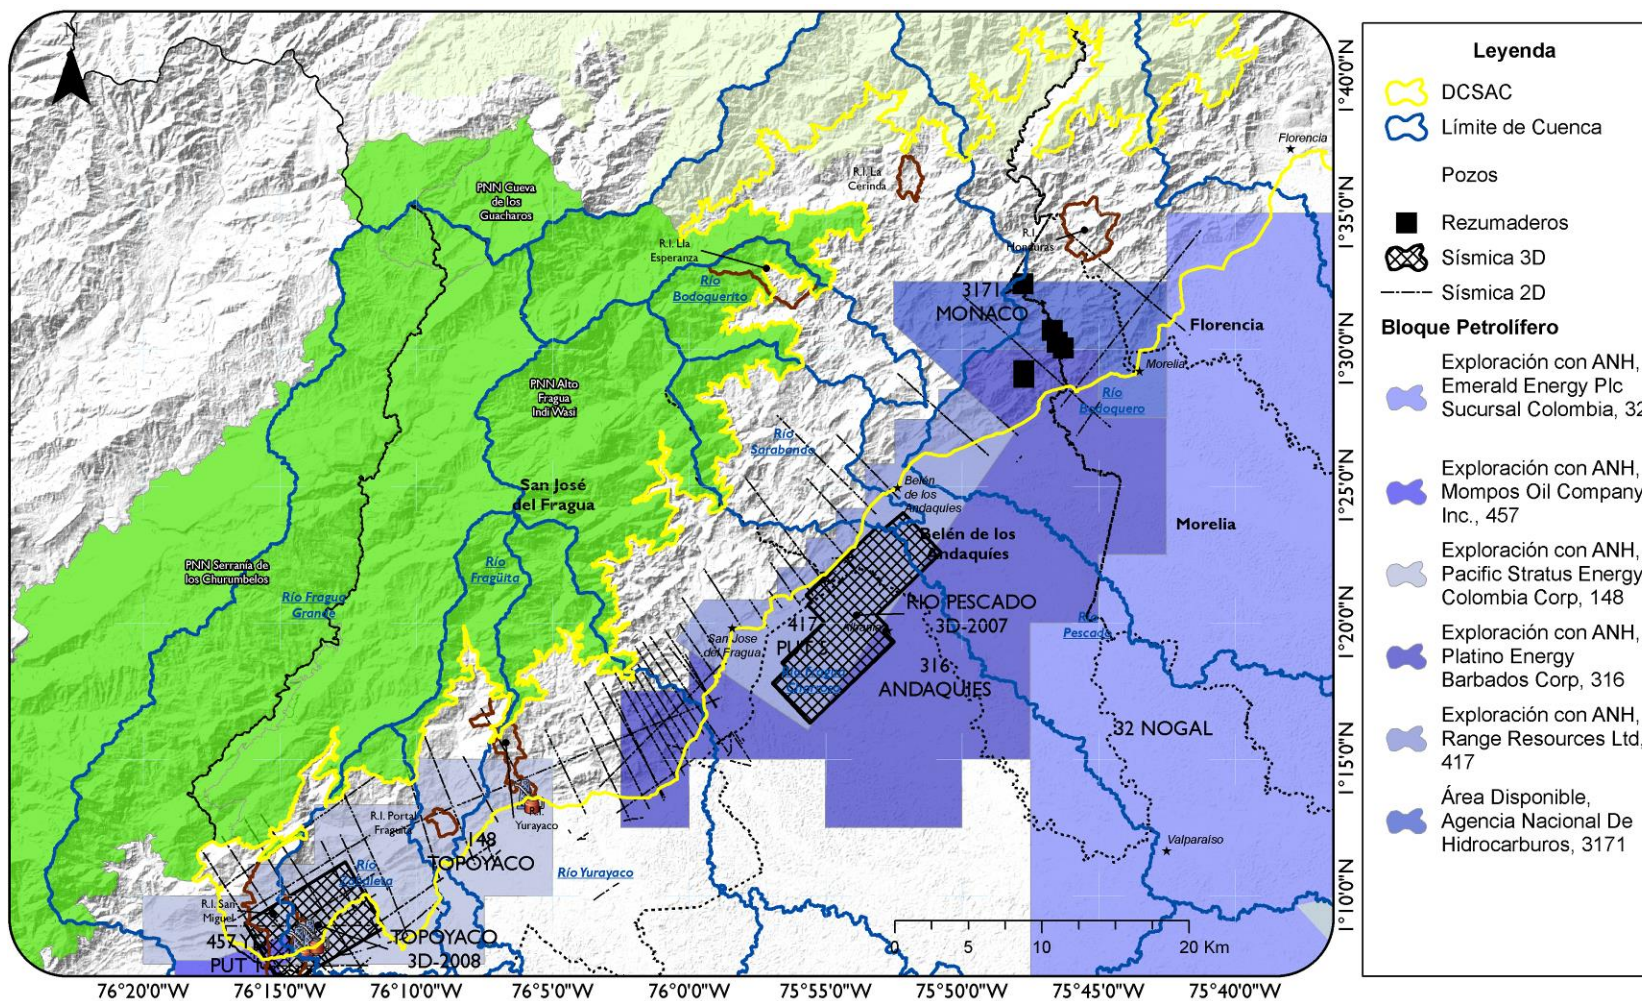 N
PNN Cueva
de los
Guacharos
R.I. La
Cerinda
Florencia
R.I. Lla
Esperanza
R.I.
Honduras
Río
Bodoquerito
3171
MONACO
Florencia
PNN Alto
Fragua
Indi Wasi
Morelia
Río
Bodoquero
Río
Sarabando
San José
del Fragua
Belén
de los
Andaquies
Morelia
Belén de los
Andaquíes
PNN Serranía de
los Churumbelos
Río
Fragüita
Río Fragua
Grande
RIO PESCADO
3D-2007
Río
Pescado
417
PUT 5
San Jose
del Fragua
316
ANDAQUIES
32 NOGAL
R.I. Portal
Fraguita
R.I.
Yurayaco
148
TOPOYACO
Río Yurayaco
Valparaíso
Río
R.I. San
Miguel
457
PUT
TOPOYACO
3D-2008
0 5 10 20 Km
76°20'0"W 76°15'0"W 76°10'0"W 76°5'0"W 76°0'0"W 75°55'0"W 75°50'0"W 75°45'0"W 75°40'0"W
1°40'0"N
1°35'0"N
1°30'0"N
1°25'0"N
1°20'0"N
1°15'0"N
1°10'0"N
Leyenda
DCSAC
Límite de Cuenca
Pozos
Rezumaderos
Sísmica 3D
Sísmica 2D
Bloque Petrolífero
Exploración con ANH,
Emerald Energy Plc
Sucursal Colombia, 32
Exploración con ANH,
Mompos Oil Company
Inc., 457
Exploración con ANH,
Pacific Stratus Energy
Colombia Corp, 148
Exploración con ANH,
Platino Energy
Barbados Corp, 316
Exploración con ANH,
Range Resources Ltd,
417
Área Disponible,
Agencia Nacional De
Hidrocarburos, 3171